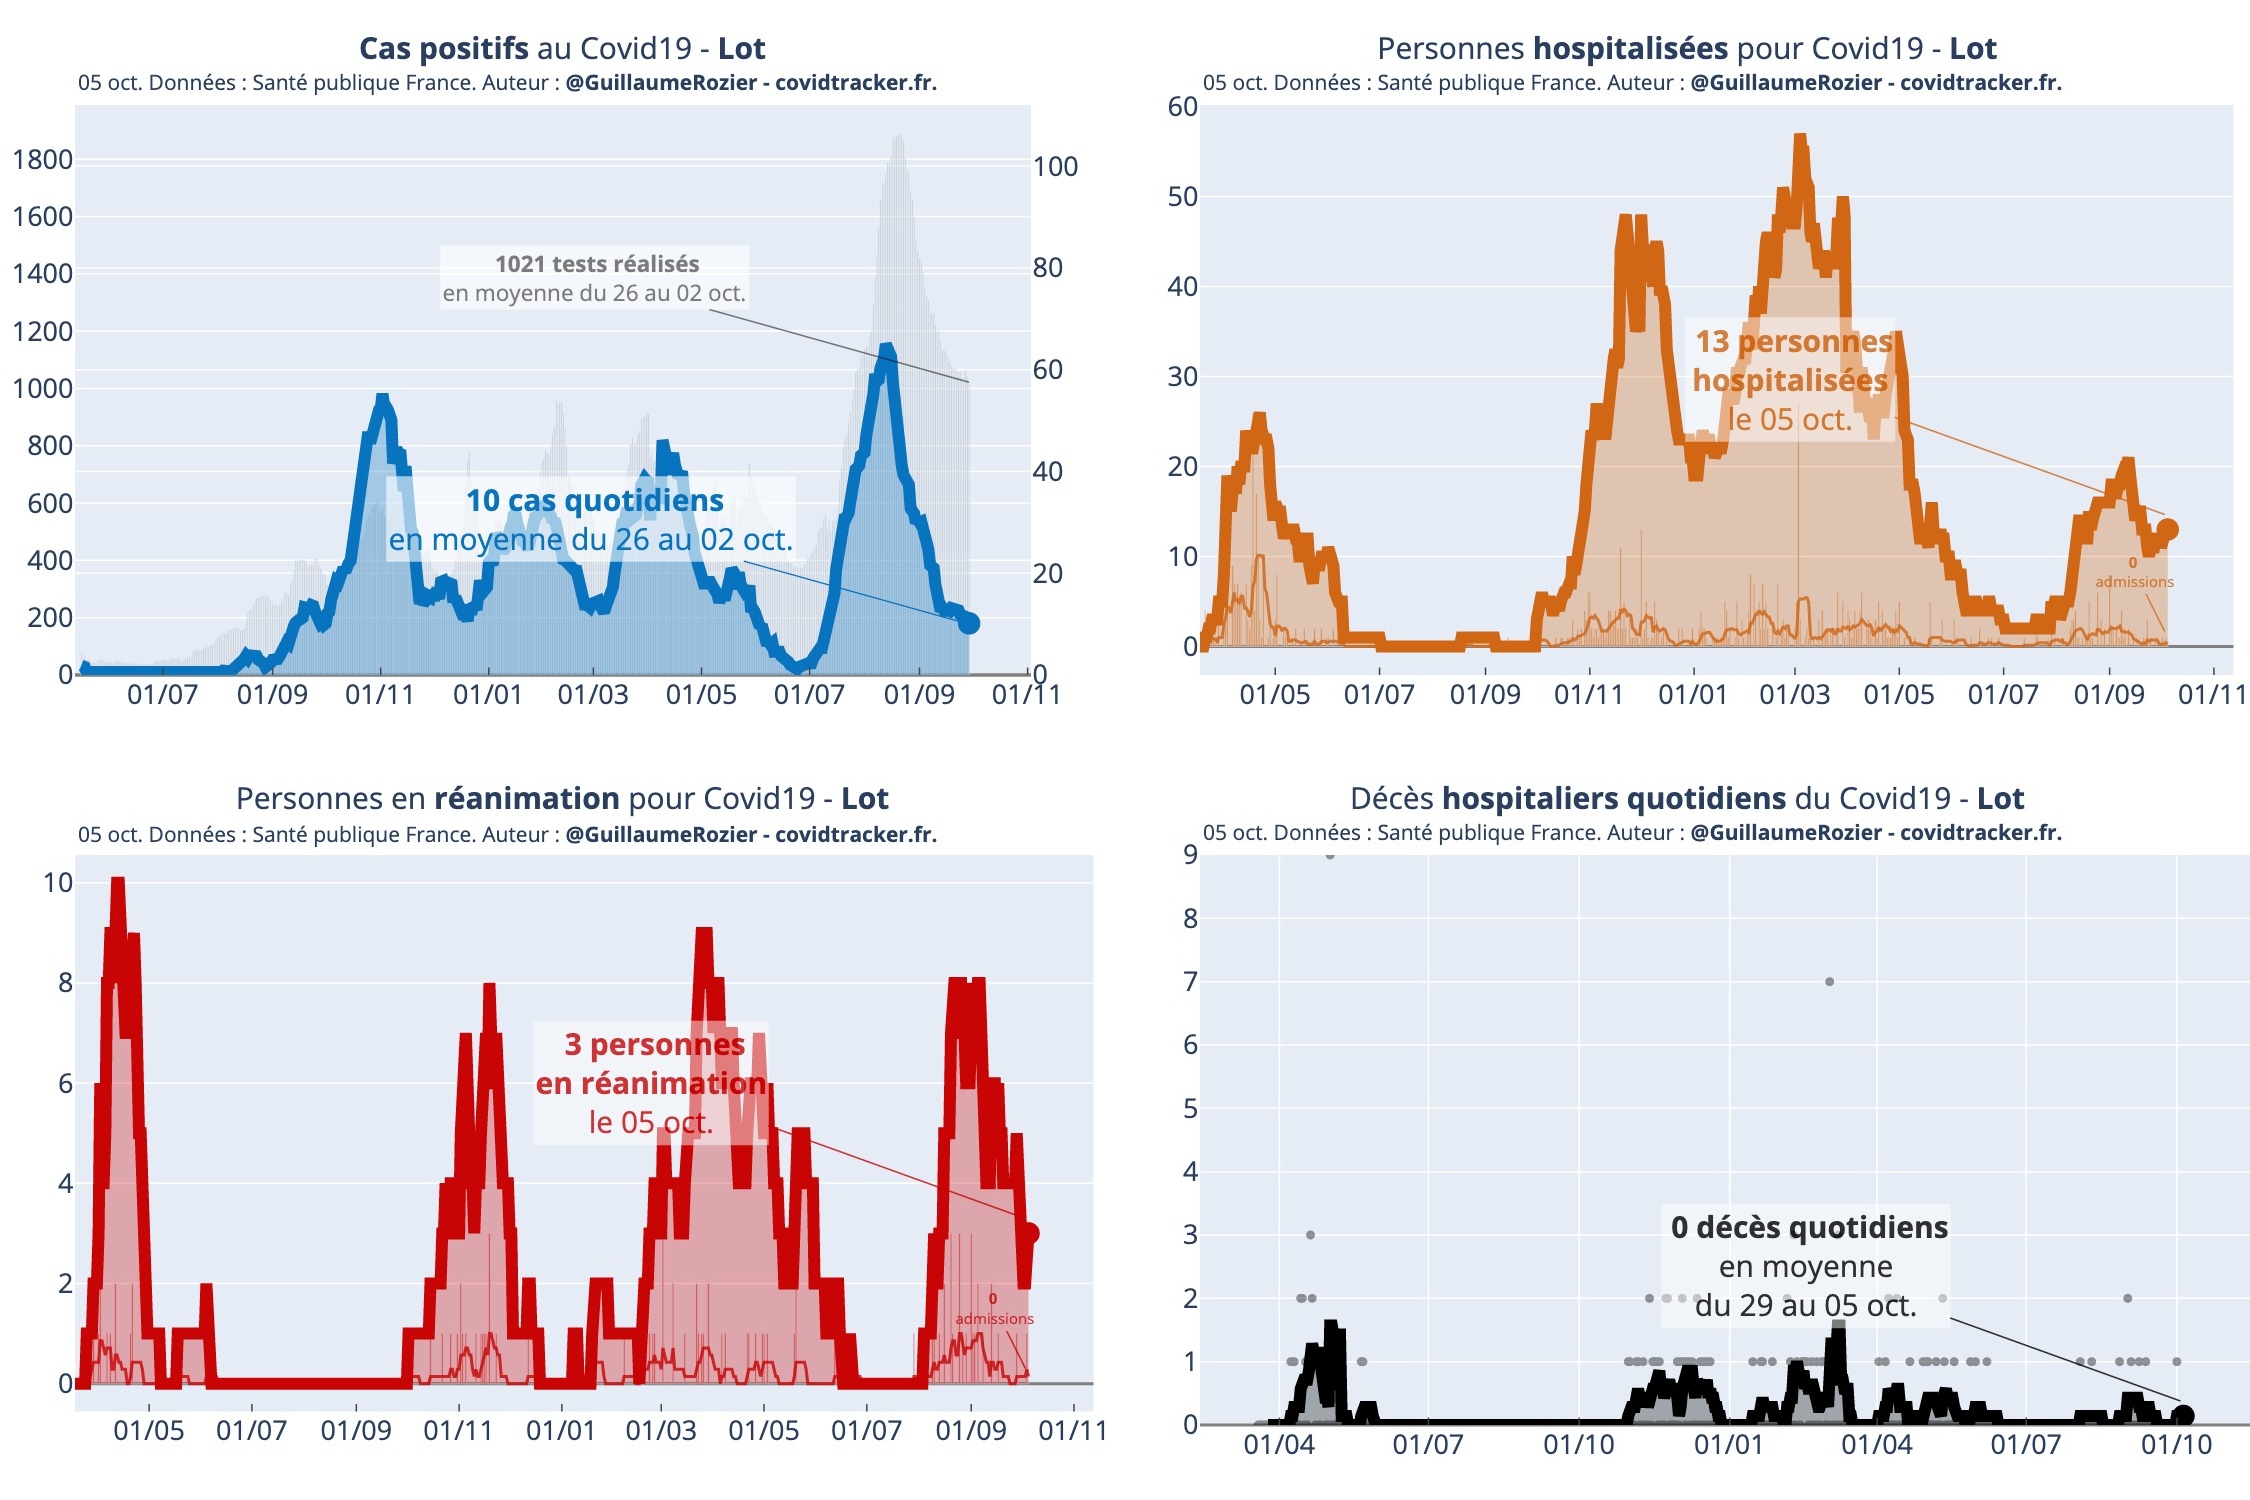 Cas positifs au Covid19 - Lot
05 oct. Données : Santé publique France. Auteur : @GuillaumeRozier - covidtracker.fr.
1800
1600
1400
1200
1000
800
600
400
200
0
100
80
60
40
20
0
1021 tests réalisés
en moyenne du 26 au 02 oct.
10 cas quotidiens
en moyenne du 26 au 02 oct.
01/07 01/09 01/11 01/01 01/03 01/05 01/07 01/09 01/11
Personnes hospitalisées pour Covid19 - Lot
05 oct. Données : Santé publique France. Auteur : @GuillaumeRozier - covidtracker.fr.
60
50
40
30
20
10
0
13 personnes
hospitalisées
le 05 oct.
0
admissions
01/05 01/07 01/09 01/11 01/01 01/03 01/05 01/07 01/09 01/11
Personnes en réanimation pour Covid19 - Lot
05 oct. Données : Santé publique France. Auteur : @GuillaumeRozier - covidtracker.fr.
10
8
6
4
2
0
3 personnes
en réanimation
le 05 oct.
0
admissions
01/05 01/07 01/09 01/11 01/01 01/03 01/05 01/07 01/09 01/11
Décès hospitaliers quotidiens du Covid19 - Lot
05 oct. Données : Santé publique France. Auteur : @GuillaumeRozier - covidtracker.fr.
9
8
7
6
5
4
3
2
1
0
0 décès quotidiens
en moyenne
du 29 au 05 oct.
01/04 01/07 01/10 01/01 01/04 01/07 01/10